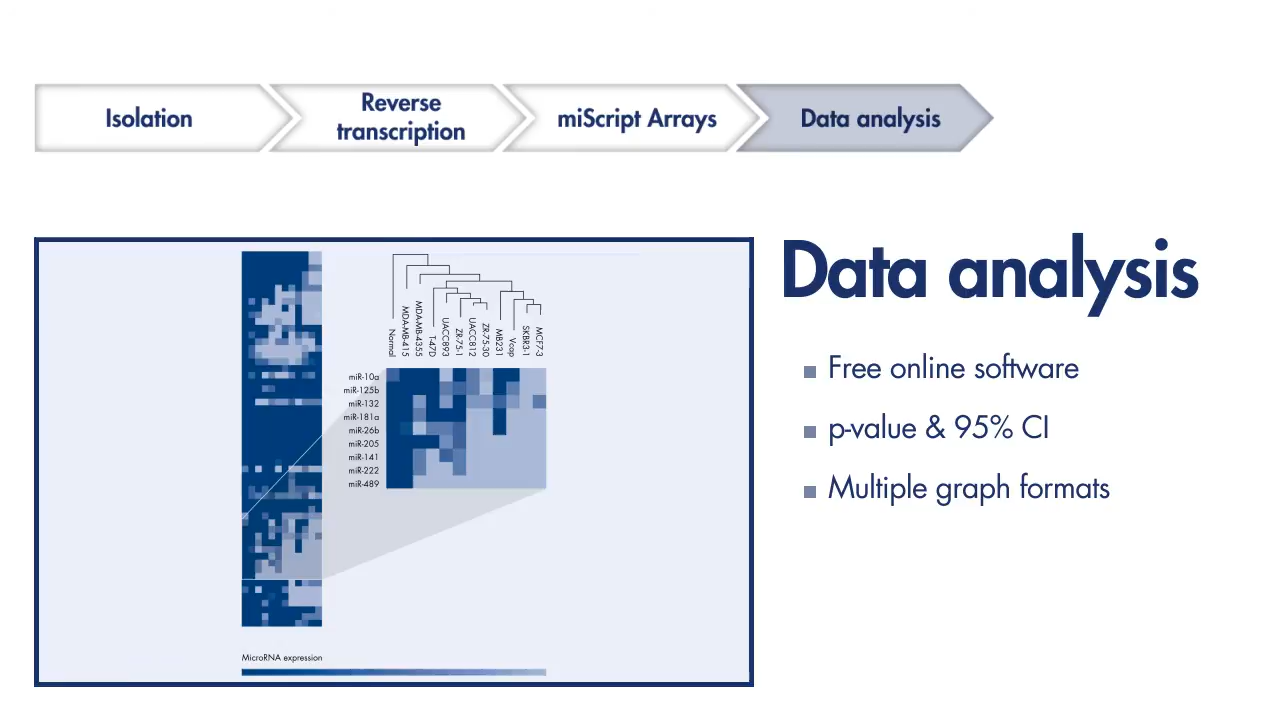 Isolation
Reverse
transcription
miScript Arrays
Data analysis
Data analysis
Free online software
p-value & 95% CI
Multiple graph formats
Normal
MDA-MB-415
MDA-MB-4355
T-47D
UACC893
ZR-75-1
UACC812
ZR-75-30
MB231
Vcap
SKBR3-1
MCF7-3
miR-10a
miR-125b
miR-132
miR-181a
miR-26b
miR-205
miR-141
miR-222
miR-489
MicroRNA expression